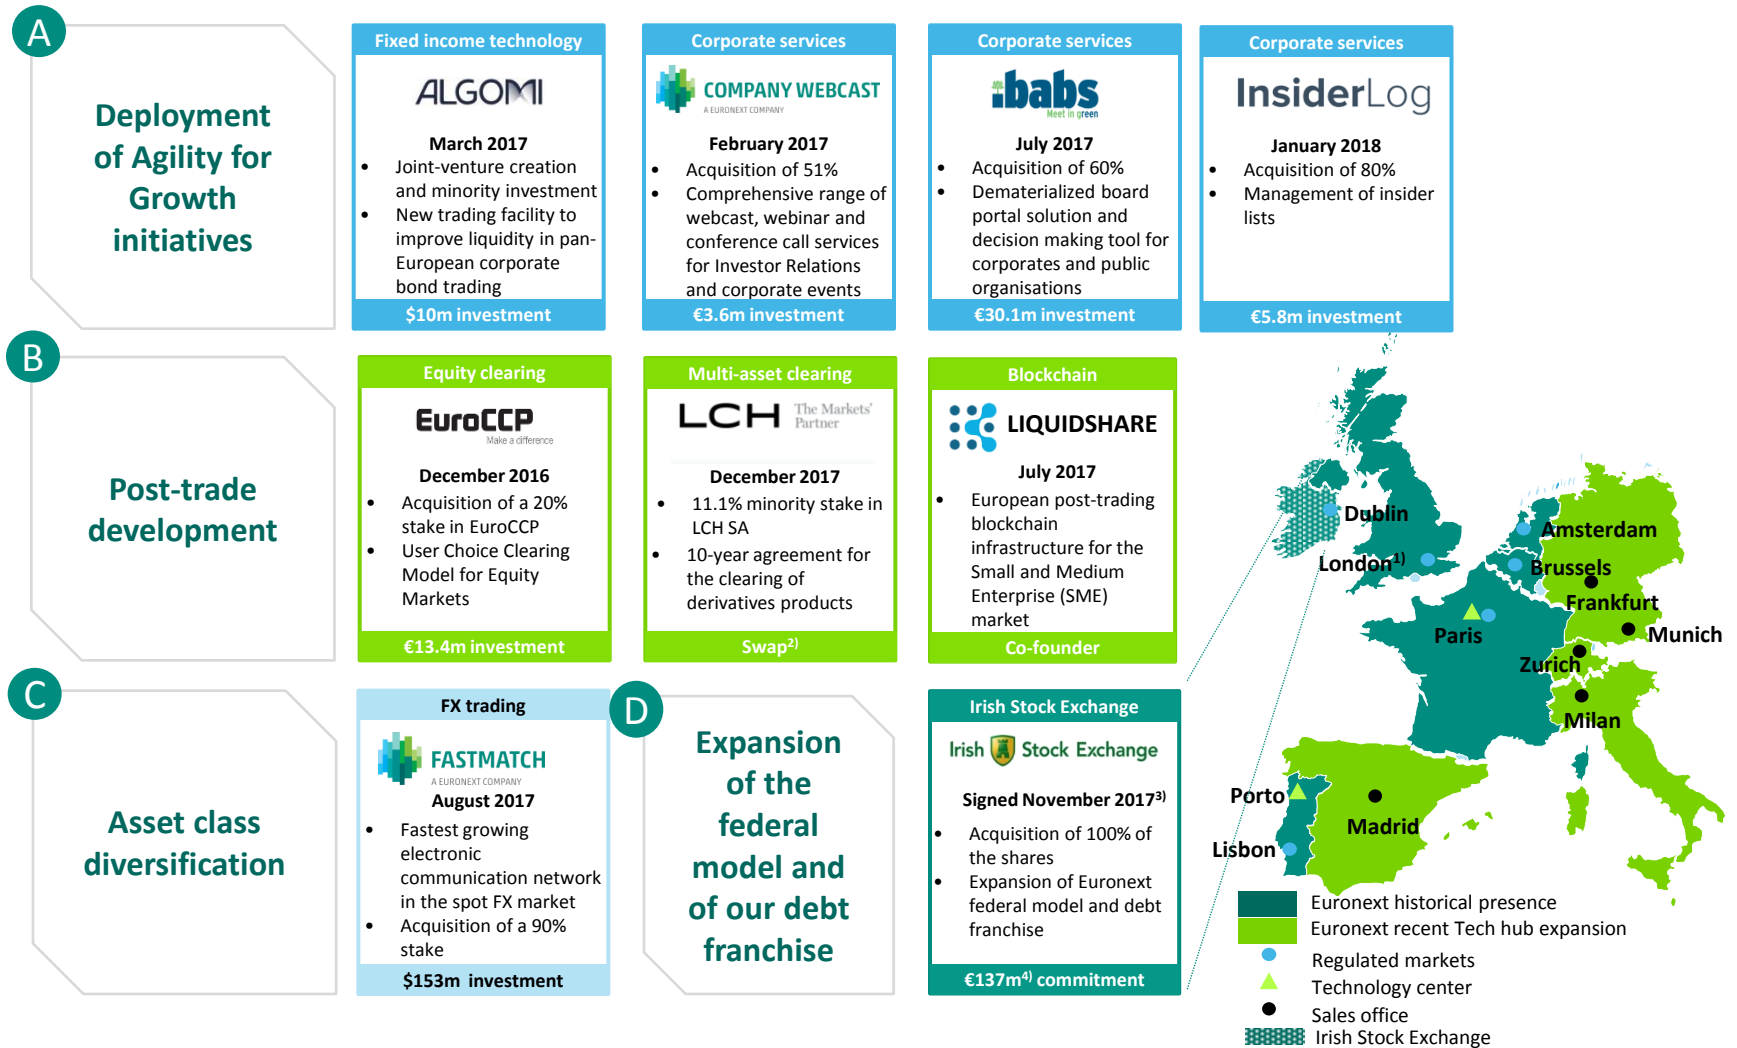 A
Deployment
of Agility for
Growth
initiatives
Fixed income technology
ALGOMI
March 2017
• Joint-venture creation
and minority investment
• New trading facility to
improve liquidity in pan-
European corporate
bond trading
$10m investment
Corporate services
COMPANY WEBCAST
A EURONEXT COMPANY
February 2017
• Acquisition of 51%
• Comprehensive range of
webcast, webinar and
conference call services
for Investor Relations
and corporate events
€3.6m investment
Corporate services
ibabs
Meet in green
July 2017
• Acquisition of 60%
• Dematerialized board
portal solution and
decision making tool for
corporates and public
organisations
€30.1m investment
Corporate services
InsiderLog
January 2018
• Acquisition of 80%
• Management of insider
lists
€5.8m investment
B
Post-trade
development
Equity clearing
EuroCCP
Make a difference
December 2016
• Acquisition of a 20%
stake in EuroCCP
• User Choice Clearing
Model for Equity
Markets
€13.4m investment
Multi-asset clearing
LCH The Markets'
Partner
December 2017
• 11.1% minority stake in
LCH SA
• 10-year agreement for
the clearing of
derivatives products
Swap2)
Blockchain
LIQUIDSHARE
July 2017
• European post-trading
blockchain
infrastructure for the
Small and Medium
Enterprise (SME)
market
Co-founder
C
Asset class
diversification
FX trading
FASTMATCH
A EURONEXT COMPANY
August 2017
• Fastest growing
electronic
communication network
in the spot FX market
• Acquisition of a 90%
stake
$153m investment
D
Expansion
of the
federal
model and
of our debt
franchise
Irish Stock Exchange
Irish Stock Exchange
Signed November 20173)
• Acquisition of 100% of
the shares
• Expansion of Euronext
federal model and debt
franchise
€137m4) commitment
Dublin
London1)
Amsterdam
Brussels
Frankfurt
Paris
Munich
Zurich
Milan
Porto
Madrid
Lisbon
Euronext historical presence
Euronext recent Tech hub expansion
Regulated markets
Technology center
Sales office
Irish Stock Exchange